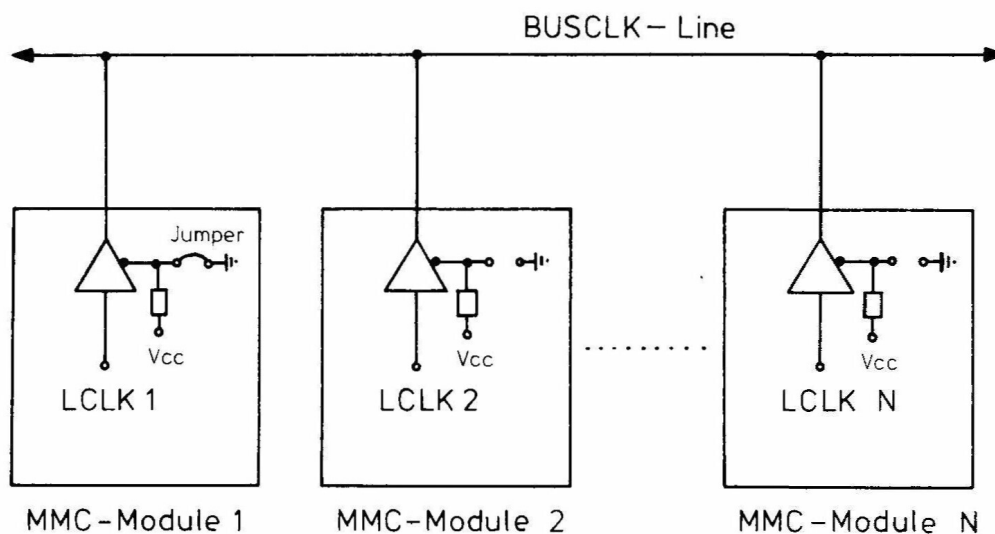 BUSCLK - Line
Jumper
Vcc
Vcc
Vcc
LCLK 1
LCLK 2
LCLK N
MMC-Module 1
MMC-Module 2
MMC-Module N